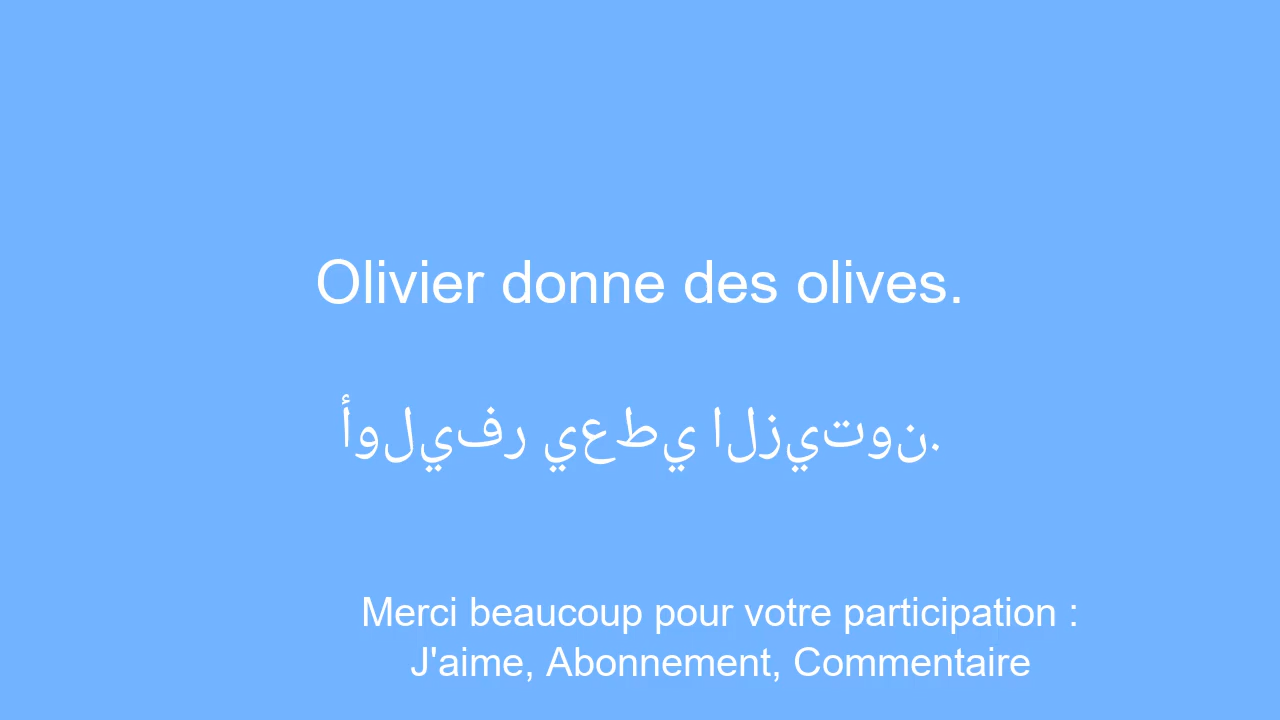 Olivier donne des olives.
أوليفر يعطي الزيتون.
Merci beaucoup pour votre participation :
J'aime, Abonnement, Commentaire